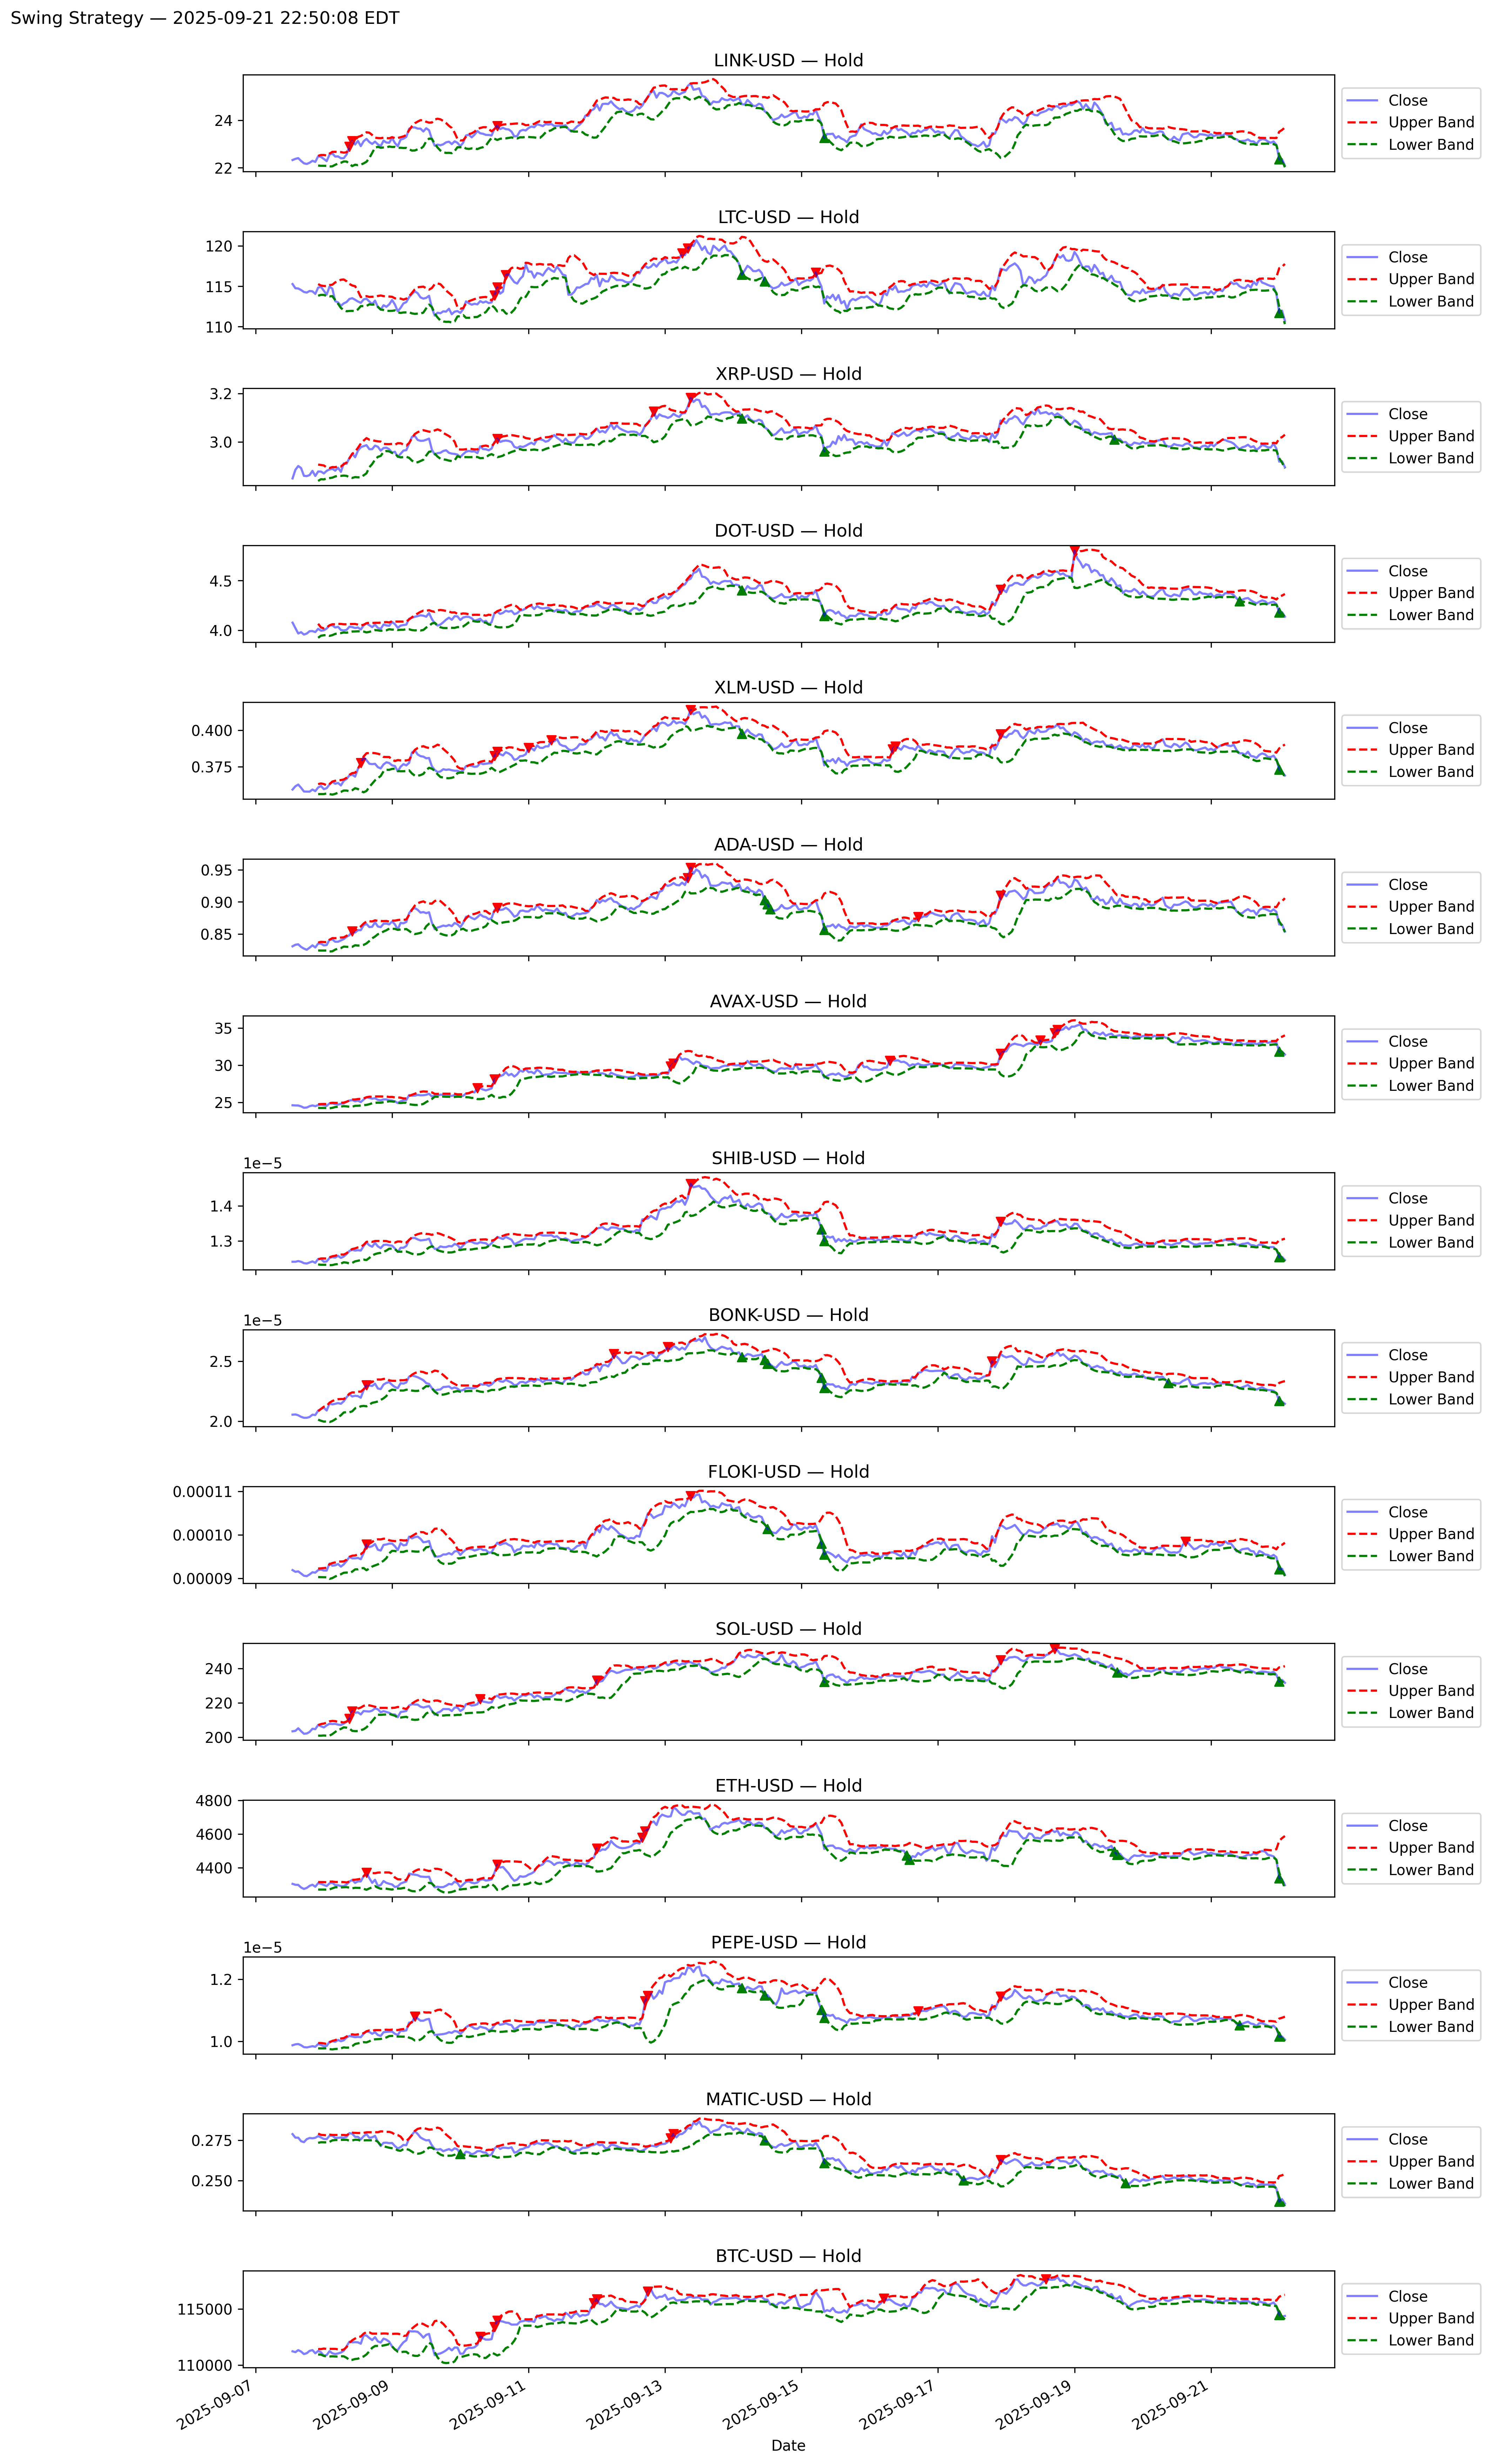 Swing Strategy — 2025-09-21 22:50:08 EDT
LINK-USD — Hold
24
22
Close
Upper Band
Lower Band
LTC-USD — Hold
120
115
110
Close
Upper Band
Lower Band
XRP-USD — Hold
3.2
3.0
Close
Upper Band
Lower Band
DOT-USD — Hold
4.5
4.0
Close
Upper Band
Lower Band
XLM-USD — Hold
0.400
0.375
Close
Upper Band
Lower Band
ADA-USD — Hold
0.95
0.90
0.85
Close
Upper Band
Lower Band
AVAX-USD — Hold
35
30
25
Close
Upper Band
Lower Band
SHIB-USD — Hold
1e−5
1.4
1.3
Close
Upper Band
Lower Band
BONK-USD — Hold
1e−5
2.5
2.0
Close
Upper Band
Lower Band
FLOKI-USD — Hold
0.00011
0.00010
0.00009
Close
Upper Band
Lower Band
SOL-USD — Hold
240
220
200
Close
Upper Band
Lower Band
ETH-USD — Hold
4800
4600
4400
Close
Upper Band
Lower Band
PEPE-USD — Hold
1e−5
1.2
1.0
Close
Upper Band
Lower Band
MATIC-USD — Hold
0.275
0.250
Close
Upper Band
Lower Band
BTC-USD — Hold
115000
110000
Close
Upper Band
Lower Band
2025-09-07
2025-09-09
2025-09-11
2025-09-13
2025-09-15
2025-09-17
2025-09-19
2025-09-21
Date